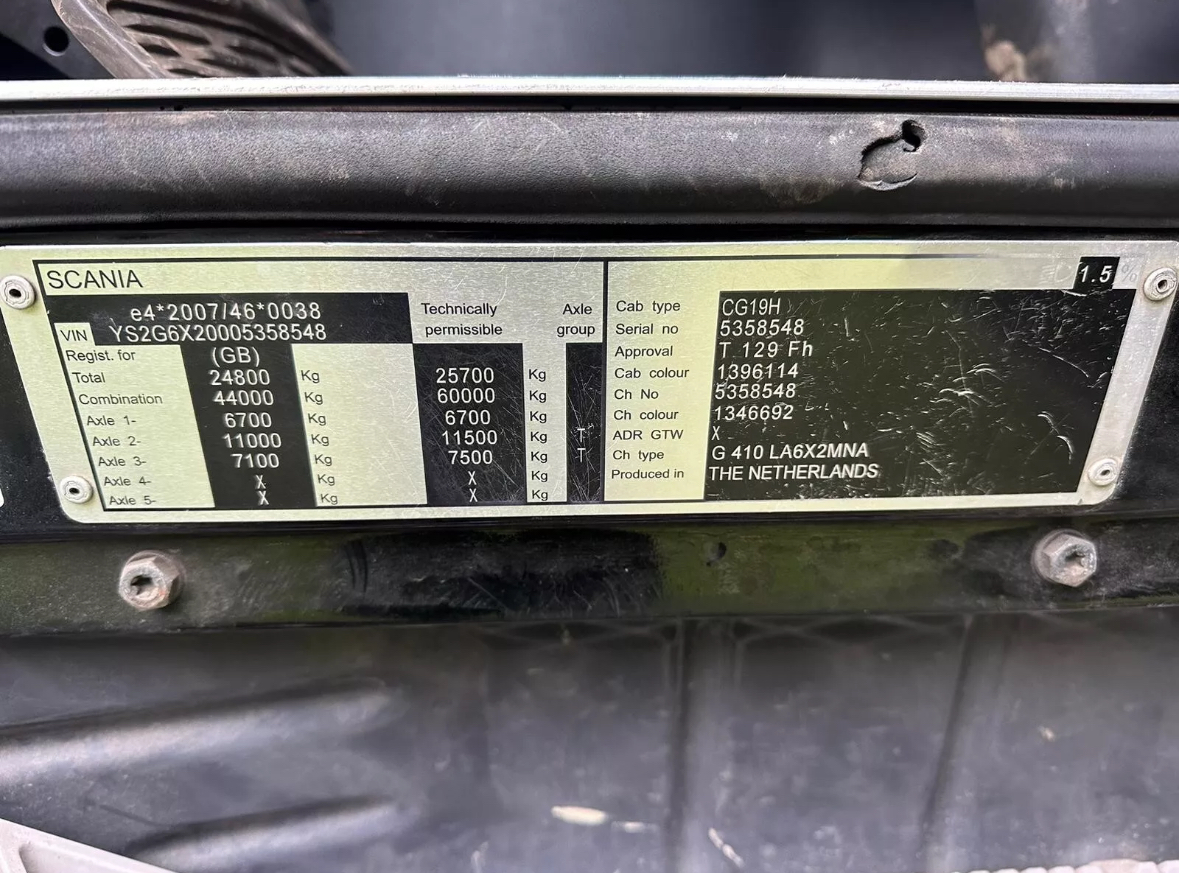 SCANIA
1.5 %
e4*2007/46*0038
VIN YS2G6X20005358548
Technically permissible
Axle group
Regist. for (GB)
Total 24800 Kg 25700 Kg
Combination 44000 Kg 60000 Kg
Axle 1- 6700 Kg 6700 Kg
Axle 2- 11000 Kg 11500 Kg T
Axle 3- 7100 Kg 7500 Kg T
Axle 4- X Kg X Kg
Axle 5- X Kg X Kg
Cab type CG19H
Serial no 5358548
Approval T 129 Fh
Cab colour 1396114
Ch No 5358548
Ch colour 1346692
ADR GTW X
Ch type G 410 LA6X2MNA
Produced in THE NETHERLANDS